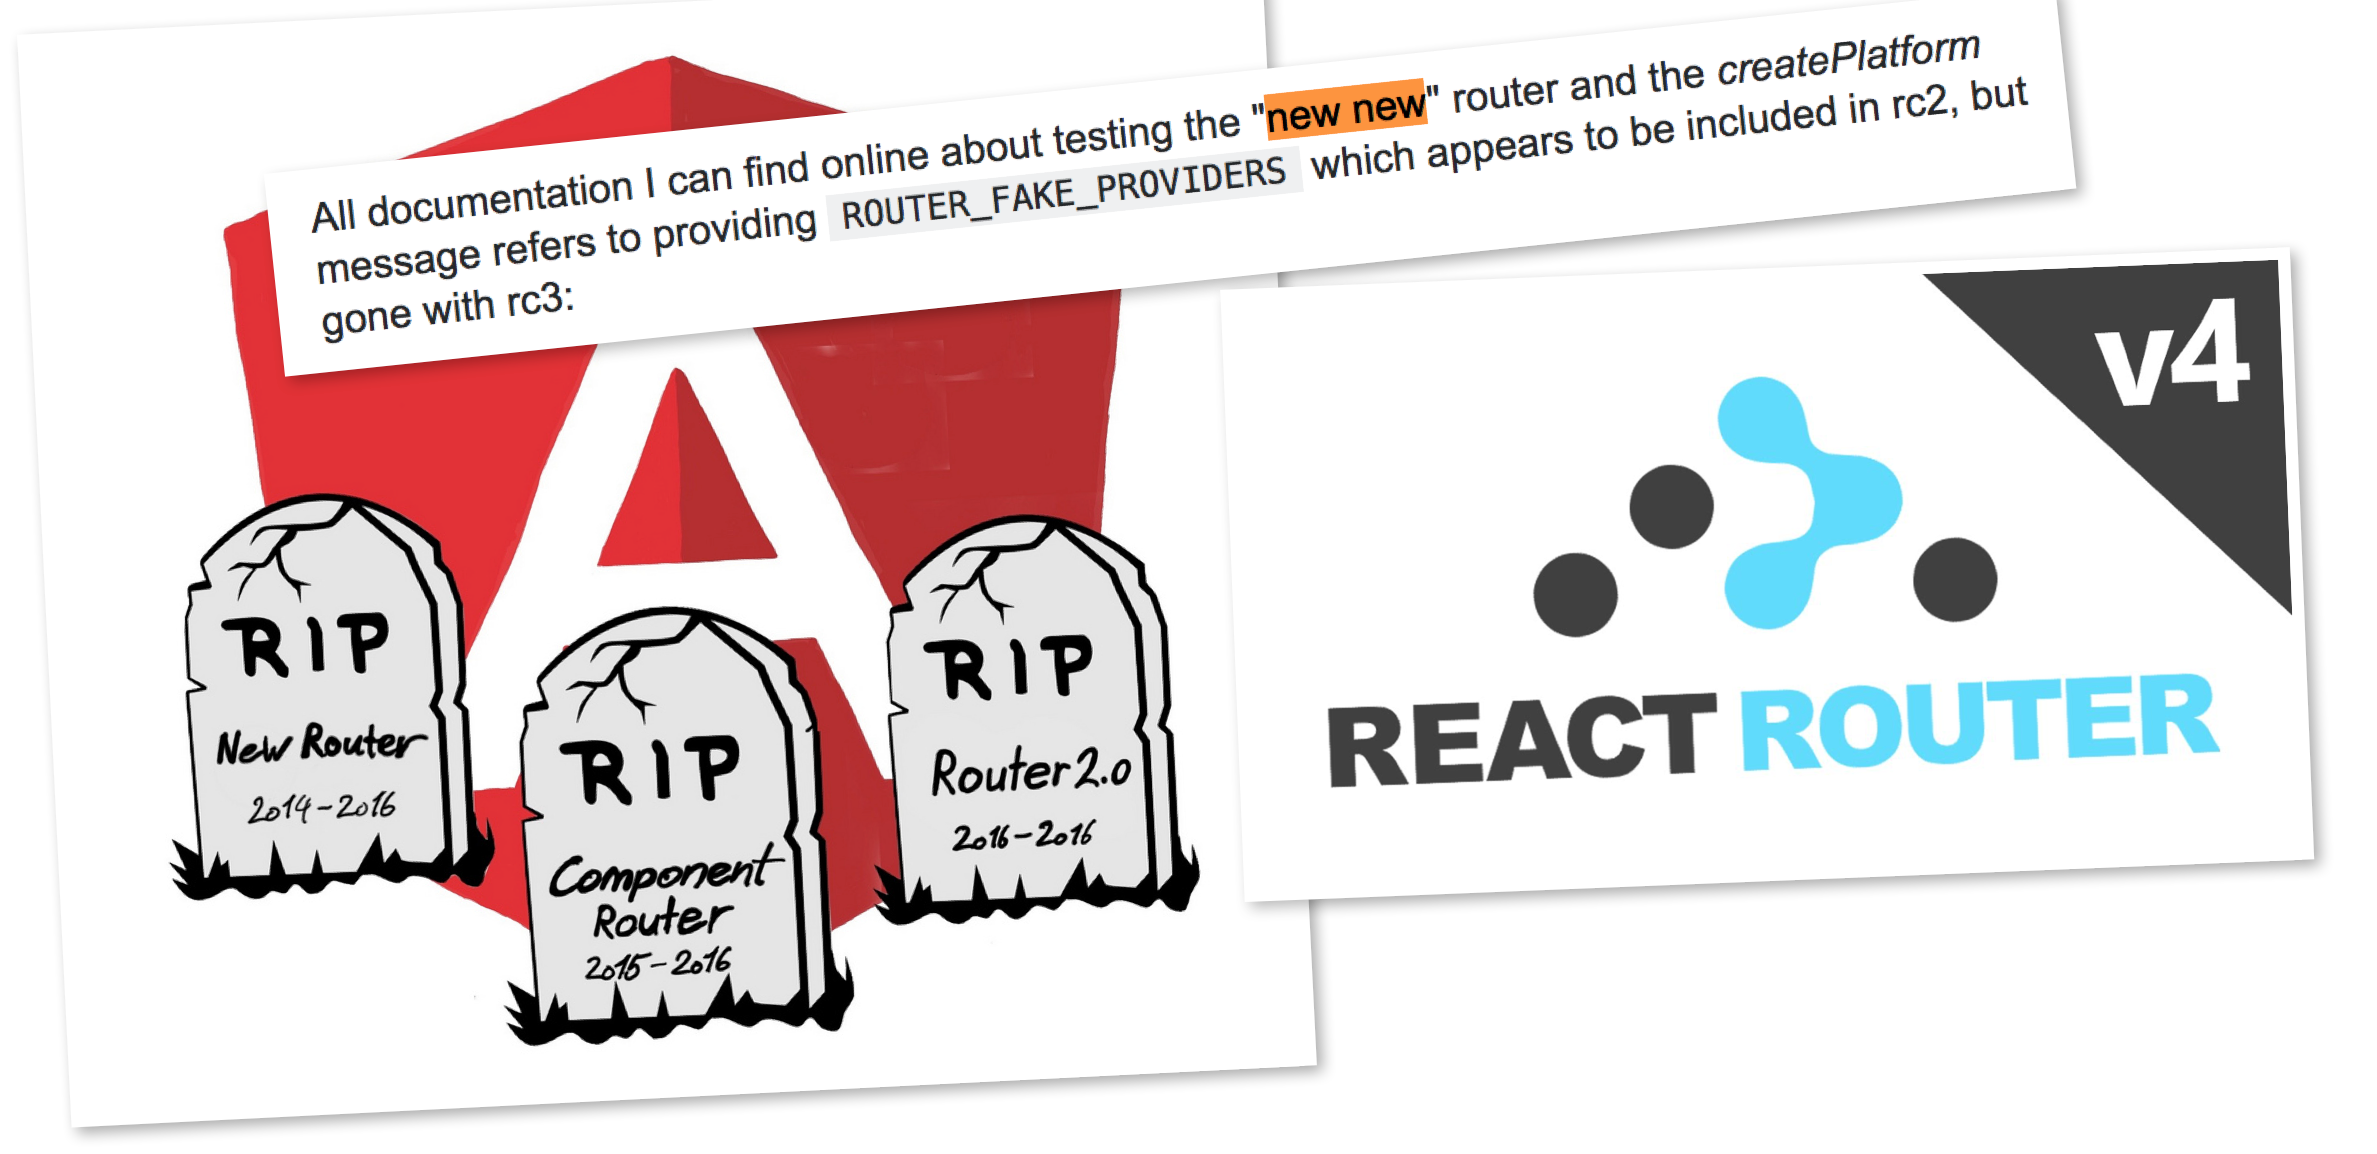 All documentation I can find online about testing the "new new" router and the createPlatform
message refers to providing ROUTER_FAKE_PROVIDERS which appears to be included in rc2, but
gone with rc3:
RIP
New Router
2014-2016
RIP
Component
Router
2015-2016
RIP
Router 2.0
2016-2016
v4
REACT ROUTER